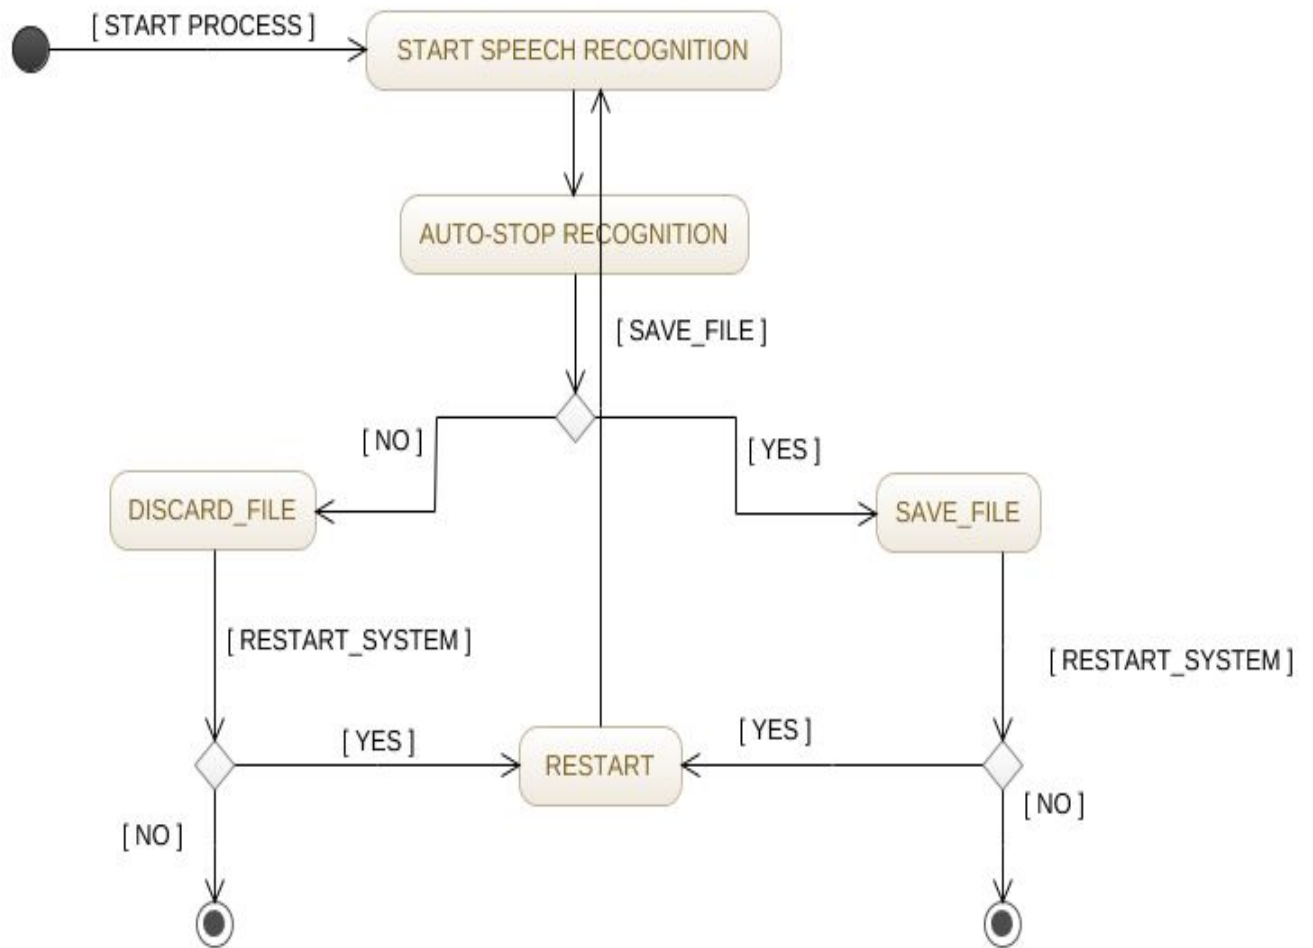 [ START PROCESS ]
START SPEECH RECOGNITION
AUTO-STOP RECOGNITION
[ SAVE_FILE ]
[ NO ]
[ YES ]
DISCARD_FILE
SAVE_FILE
[ RESTART_SYSTEM ]
[ RESTART_SYSTEM ]
[ YES ]
[ YES ]
RESTART
[ NO ]
[ NO ]